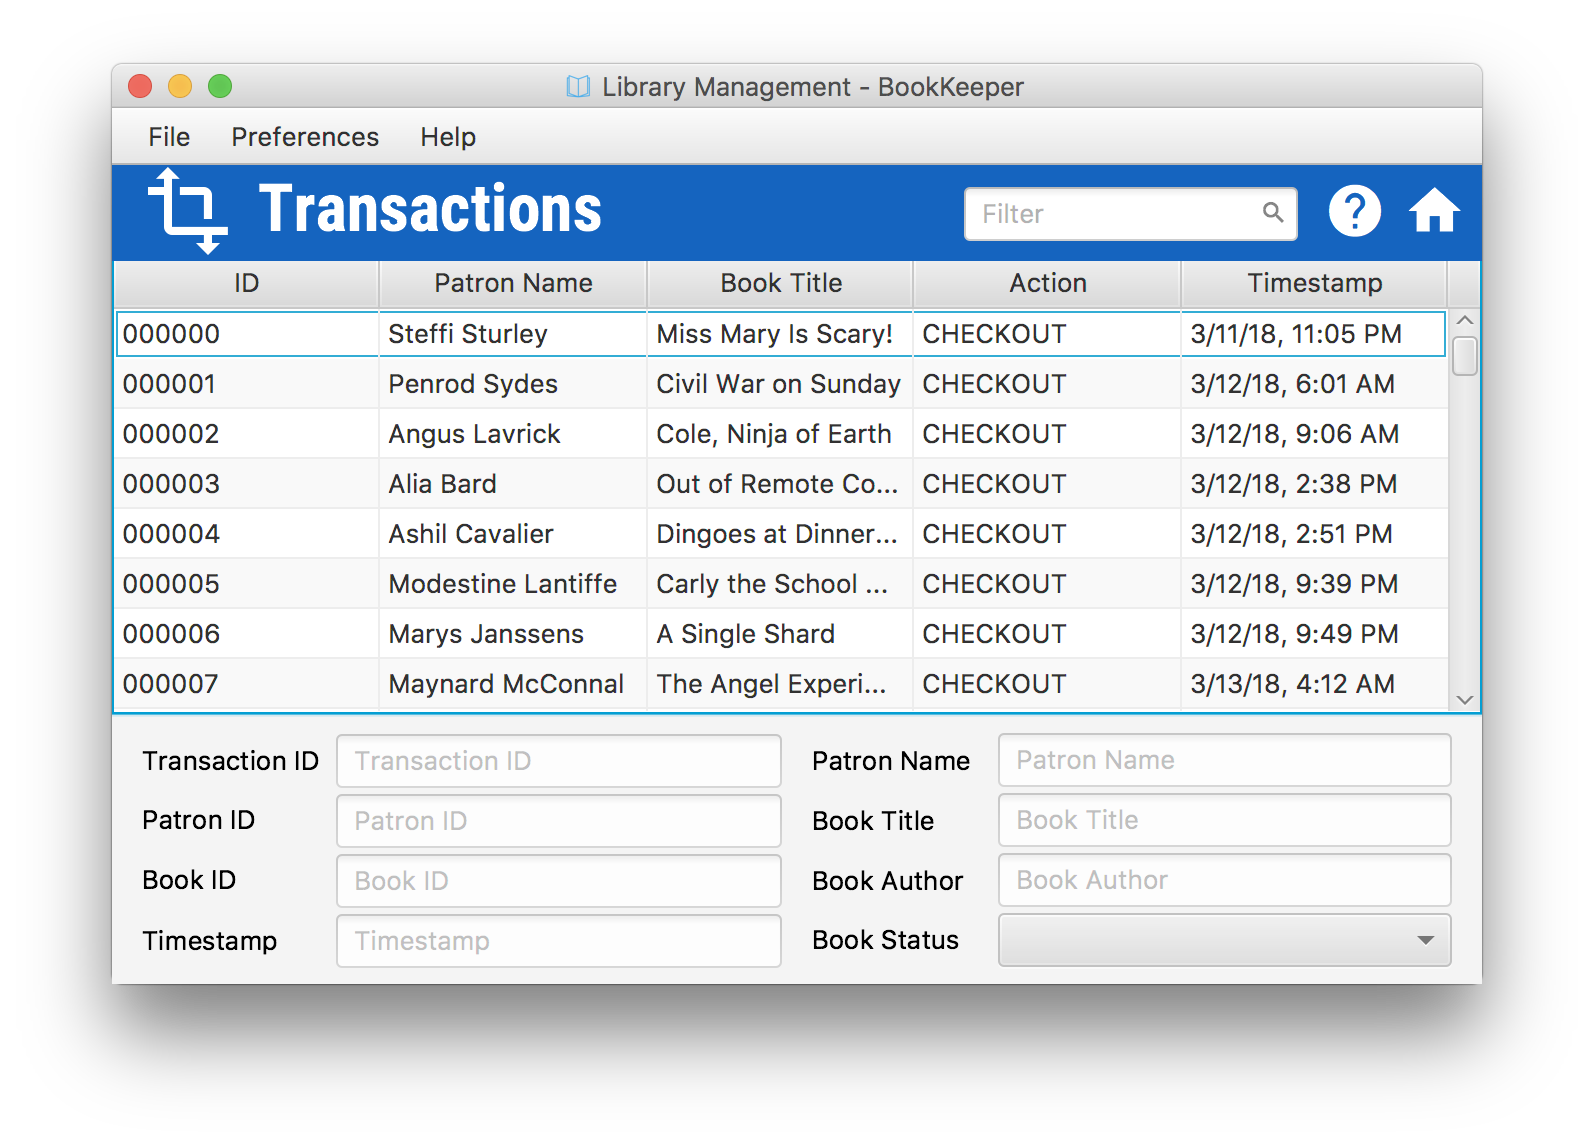 Library Management - BookKeeper
File Preferences Help
Transactions Filter ?
ID Patron Name Book Title Action Timestamp
000000 Steffi Sturley Miss Mary Is Scary! CHECKOUT 3/11/18, 11:05 PM
000001 Penrod Sydes Civil War on Sunday CHECKOUT 3/12/18, 6:01 AM
000002 Angus Lavrick Cole, Ninja of Earth CHECKOUT 3/12/18, 9:06 AM
000003 Alia Bard Out of Remote Co... CHECKOUT 3/12/18, 2:38 PM
000004 Ashil Cavalier Dingoes at Dinner... CHECKOUT 3/12/18, 2:51 PM
000005 Modestine Lantiffe Carly the School ... CHECKOUT 3/12/18, 9:39 PM
000006 Marys Janssens A Single Shard CHECKOUT 3/12/18, 9:49 PM
000007 Maynard McConnal The Angel Experi... CHECKOUT 3/13/18, 4:12 AM
Transaction ID Transaction ID Patron Name Patron Name
Patron ID Patron ID Book Title Book Title
Book ID Book ID Book Author Book Author
Timestamp Timestamp Book Status